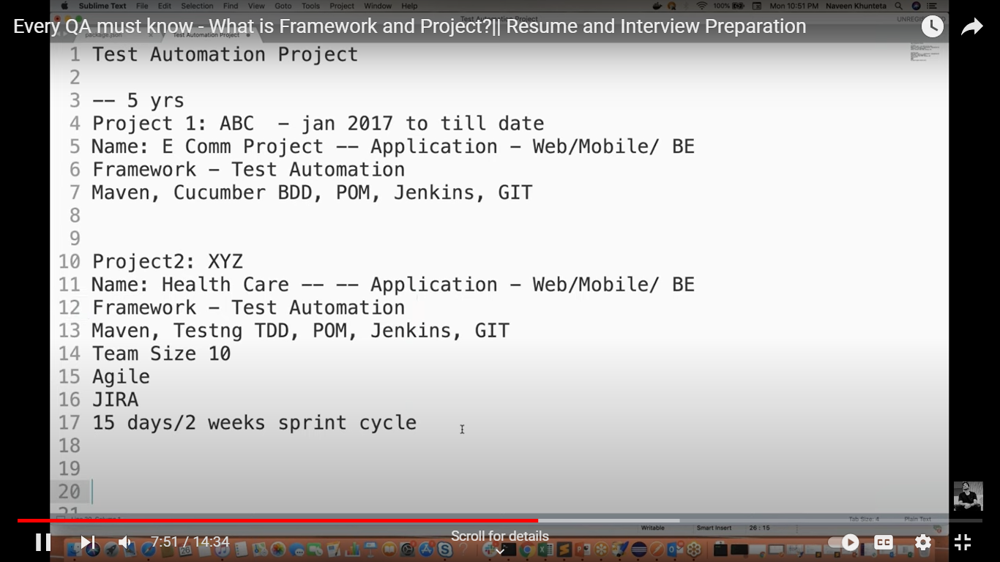 Sublime Text File Edit Selection Find View Goto Tools Project Window Help 100% Mon 10:51 PM Naveen Khunteta
Test Automation Project
Every QA must know - What is Framework and Project?|| Resume and Interview Preparation
package.json Test Automation Project
1 Test Automation Project
2
3 -- 5 yrs
4 Project 1: ABC - jan 2017 to till date
5 Name: E Comm Project -- Application - Web/Mobile/ BE
6 Framework - Test Automation
7 Maven, Cucumber BDD, POM, Jenkins, GIT
8
9
10 Project2: XYZ
11 Name: Health Care -- -- Application - Web/Mobile/ BE
12 Framework - Test Automation
13 Maven, Testng TDD, POM, Jenkins, GIT
14 Team Size 10
15 Agile
16 JIRA
17 15 days/2 weeks sprint cycle
18
19
20
21
Tab Size: 4 Plain Text
Writable Smart Insert 26 : 15
7:51 / 14:34 Scroll for details CC